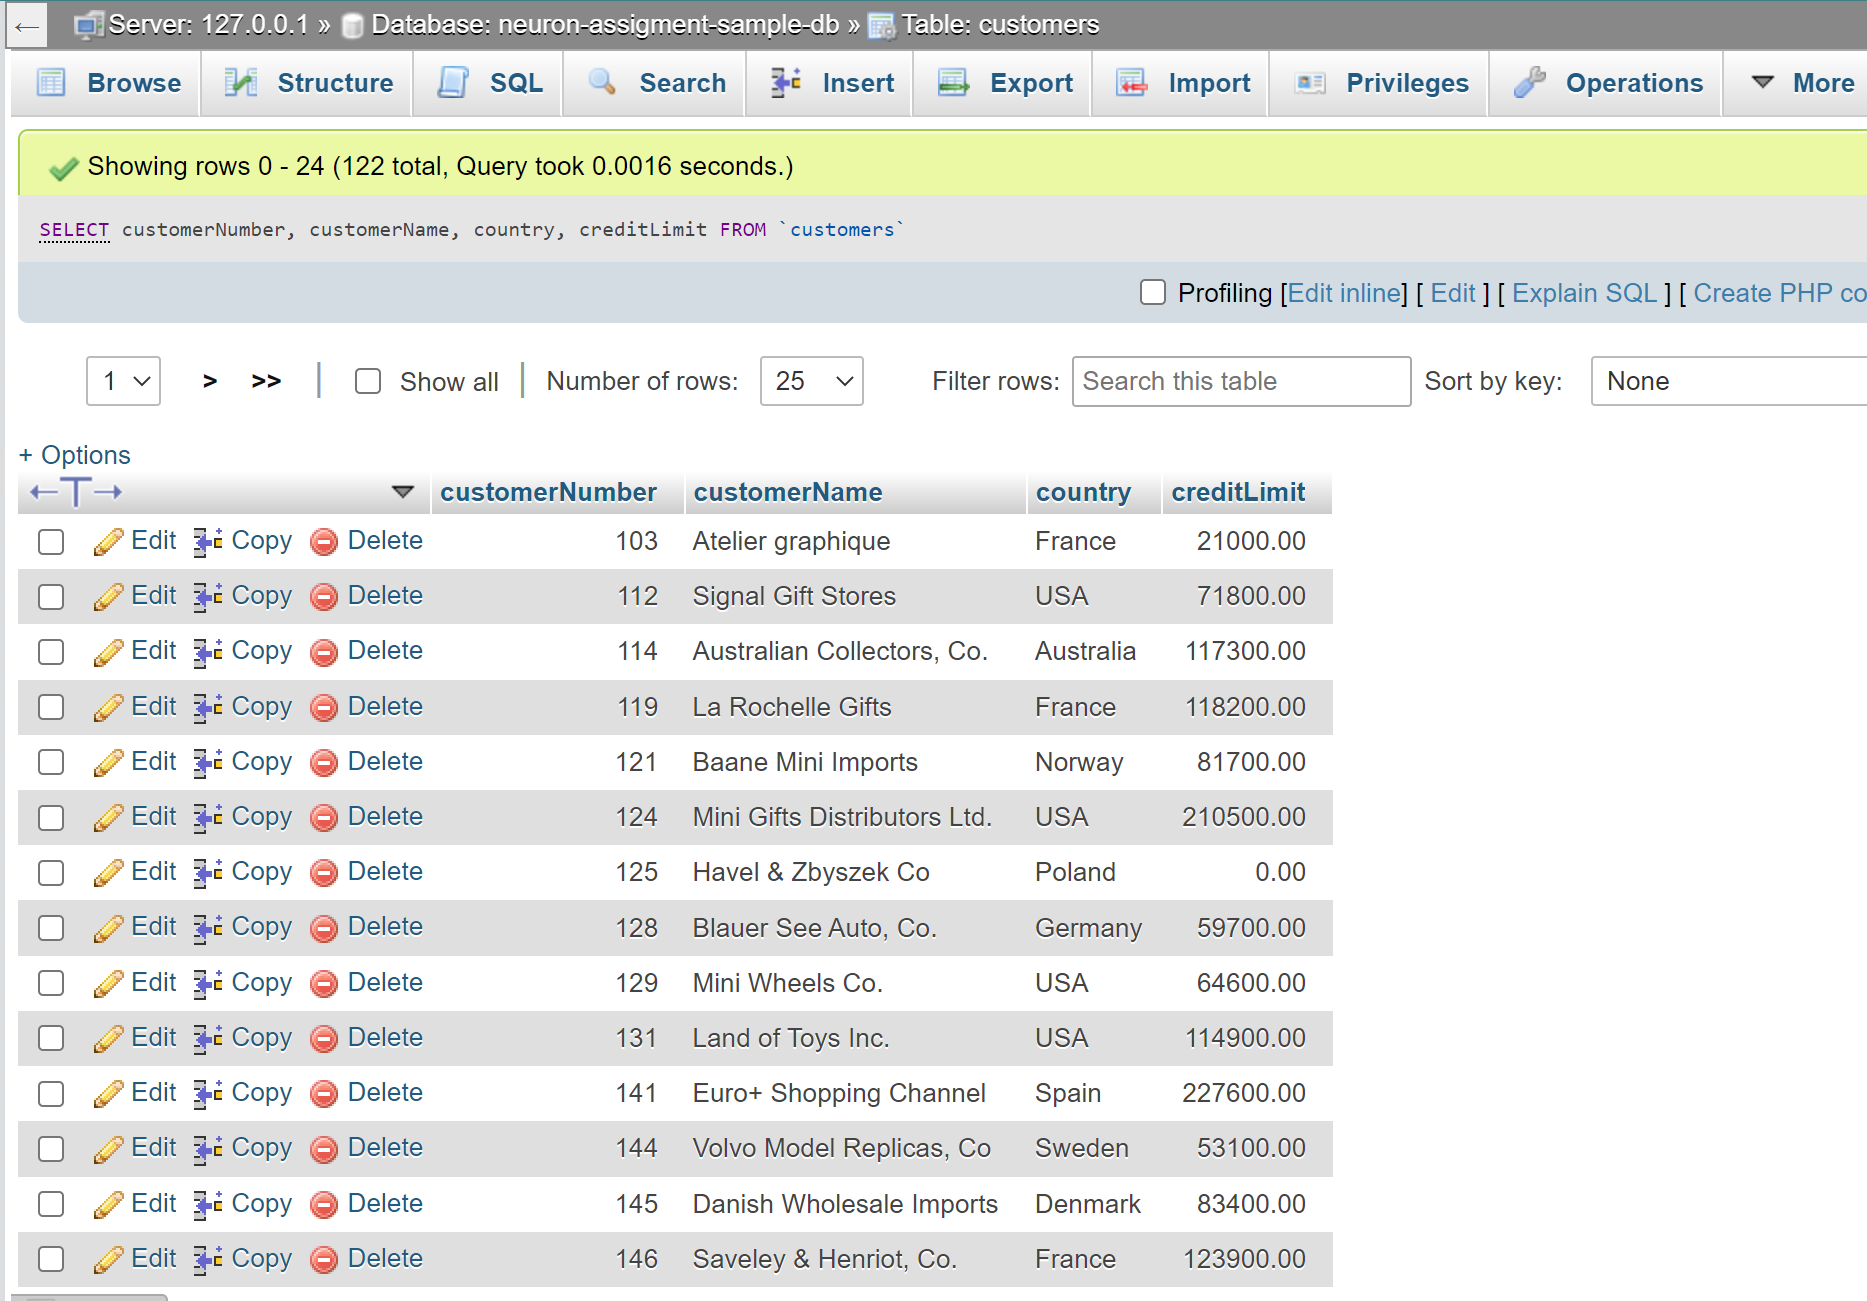 ← Server: 127.0.0.1 » Database: neuron-assigment-sample-db » Table: customers
Browse Structure SQL Search Insert Export Import Privileges Operations More
Showing rows 0 - 24 (122 total, Query took 0.0016 seconds.)
SELECT customerNumber, customerName, country, creditLimit FROM `customers`
Profiling [Edit inline] [ Edit ] [ Explain SQL ] [ Create PHP co
1 > >> | Show all | Number of rows: 25 Filter rows: Search this table Sort by key: None
+ Options
←T→ customerNumber customerName country creditLimit
Edit Copy Delete 103 Atelier graphique France 21000.00
Edit Copy Delete 112 Signal Gift Stores USA 71800.00
Edit Copy Delete 114 Australian Collectors, Co. Australia 117300.00
Edit Copy Delete 119 La Rochelle Gifts France 118200.00
Edit Copy Delete 121 Baane Mini Imports Norway 81700.00
Edit Copy Delete 124 Mini Gifts Distributors Ltd. USA 210500.00
Edit Copy Delete 125 Havel & Zbyszek Co Poland 0.00
Edit Copy Delete 128 Blauer See Auto, Co. Germany 59700.00
Edit Copy Delete 129 Mini Wheels Co. USA 64600.00
Edit Copy Delete 131 Land of Toys Inc. USA 114900.00
Edit Copy Delete 141 Euro+ Shopping Channel Spain 227600.00
Edit Copy Delete 144 Volvo Model Replicas, Co Sweden 53100.00
Edit Copy Delete 145 Danish Wholesale Imports Denmark 83400.00
Edit Copy Delete 146 Saveley & Henriot, Co. France 123900.00